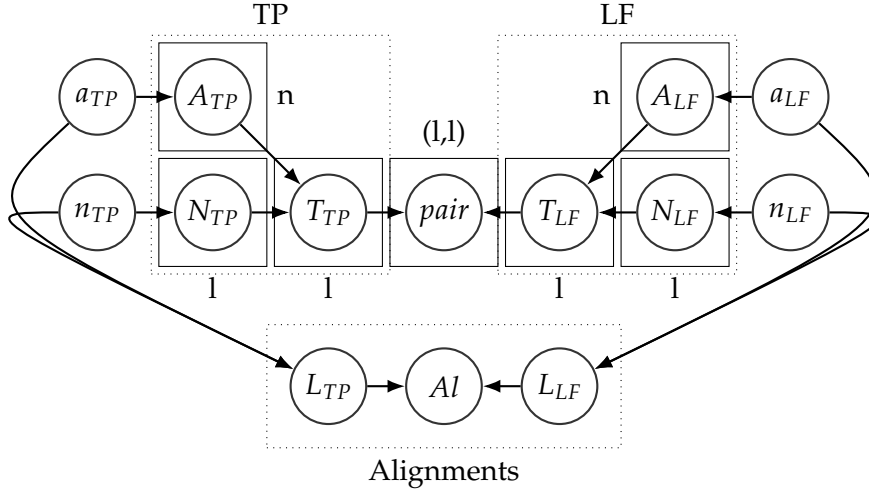 TP LF
a_TP A_TP n n A_LF a_LF
(l,l)
n_TP N_TP T_TP pair T_LF N_LF n_LF
l l l l
L_TP Al L_LF
Alignments